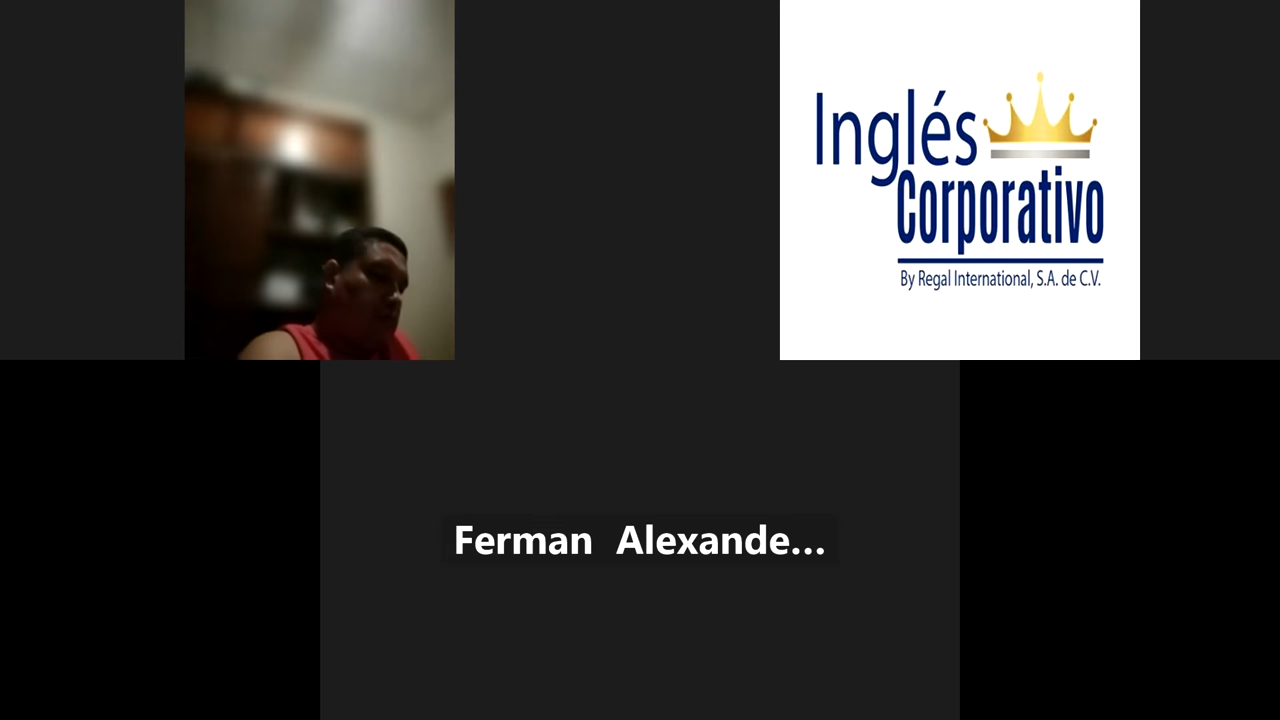 Inglés
Corporativo
By Regal International, S.A. de C.V.
Ferman Alexande...